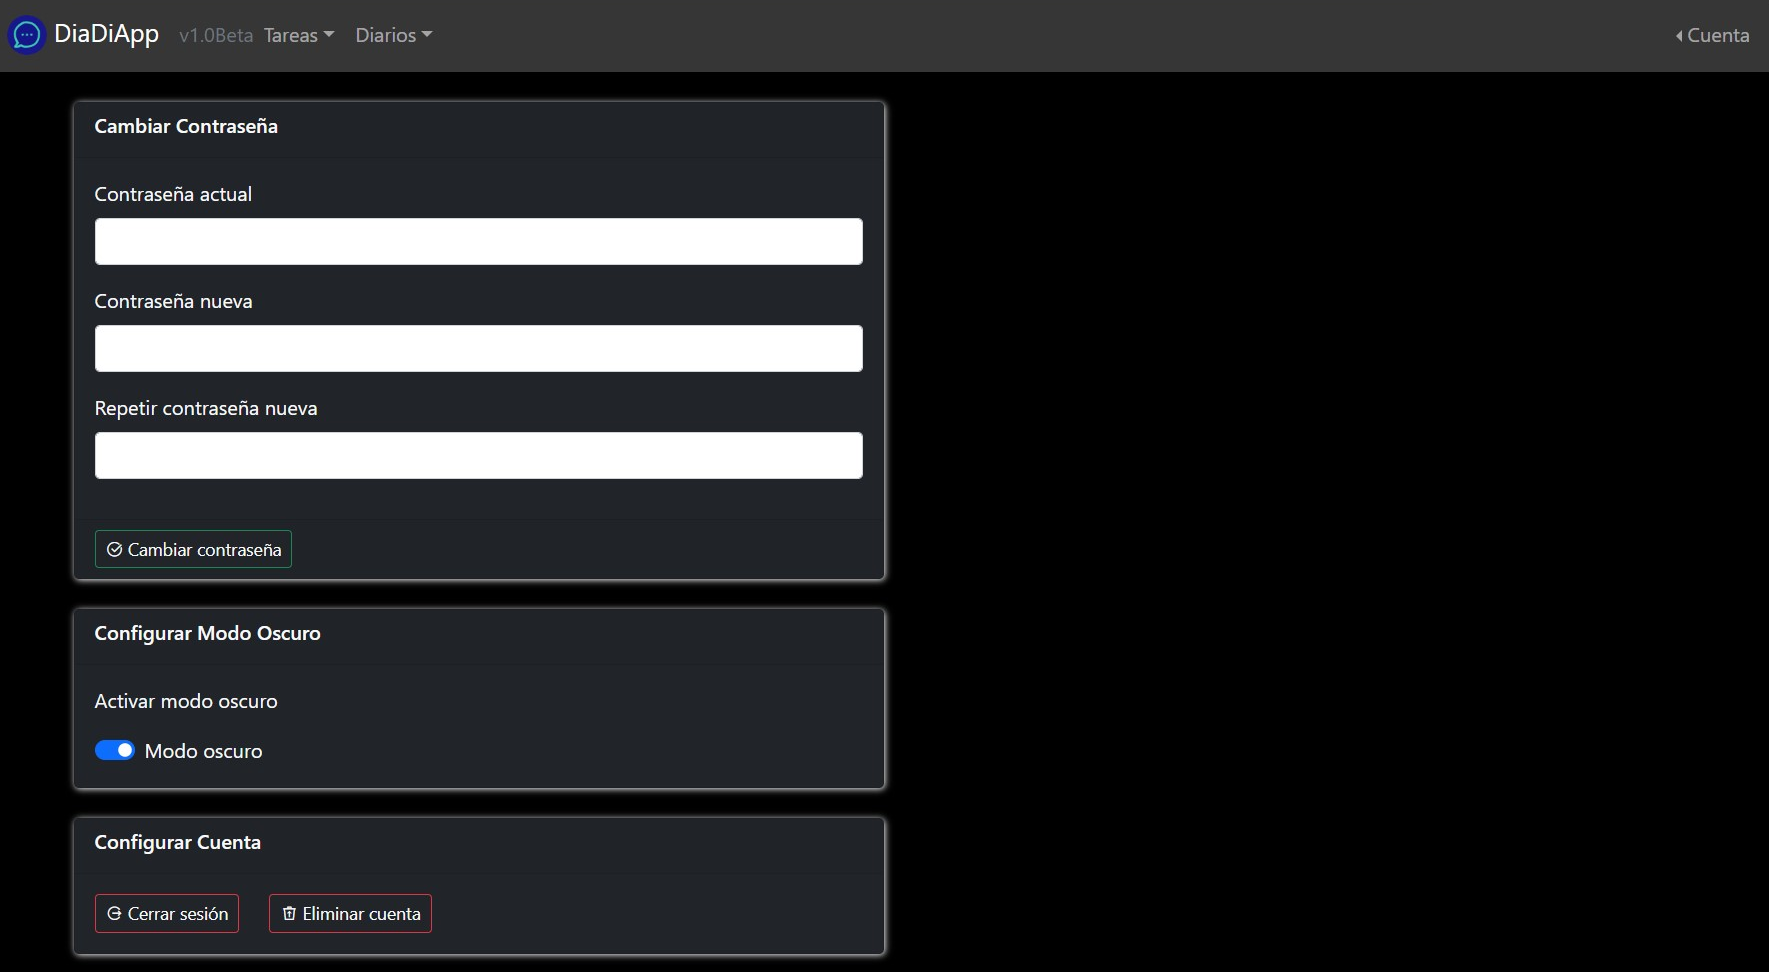 DiaDiApp v1.0Beta Tareas Diarios Cuenta
Cambiar Contraseña
Contraseña actual
Contraseña nueva
Repetir contraseña nueva
Cambiar contraseña
Configurar Modo Oscuro
Activar modo oscuro
Modo oscuro
Configurar Cuenta
Cerrar sesión Eliminar cuenta